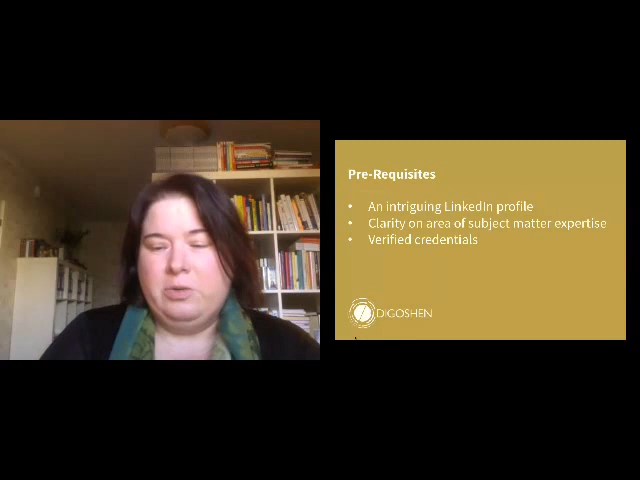 Pre-Requisites
• An intriguing LinkedIn profile
• Clarity on area of subject matter expertise
• Verified credentials
DIGOSHEN